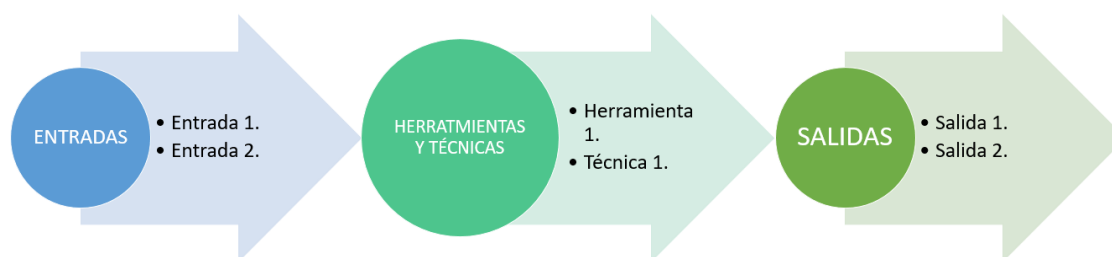 ENTRADAS
• Entrada 1.
• Entrada 2.
HERRATMIENTAS
Y TÉCNICAS
• Herramienta
1.
• Técnica 1.
SALIDAS
• Salida 1.
• Salida 2.